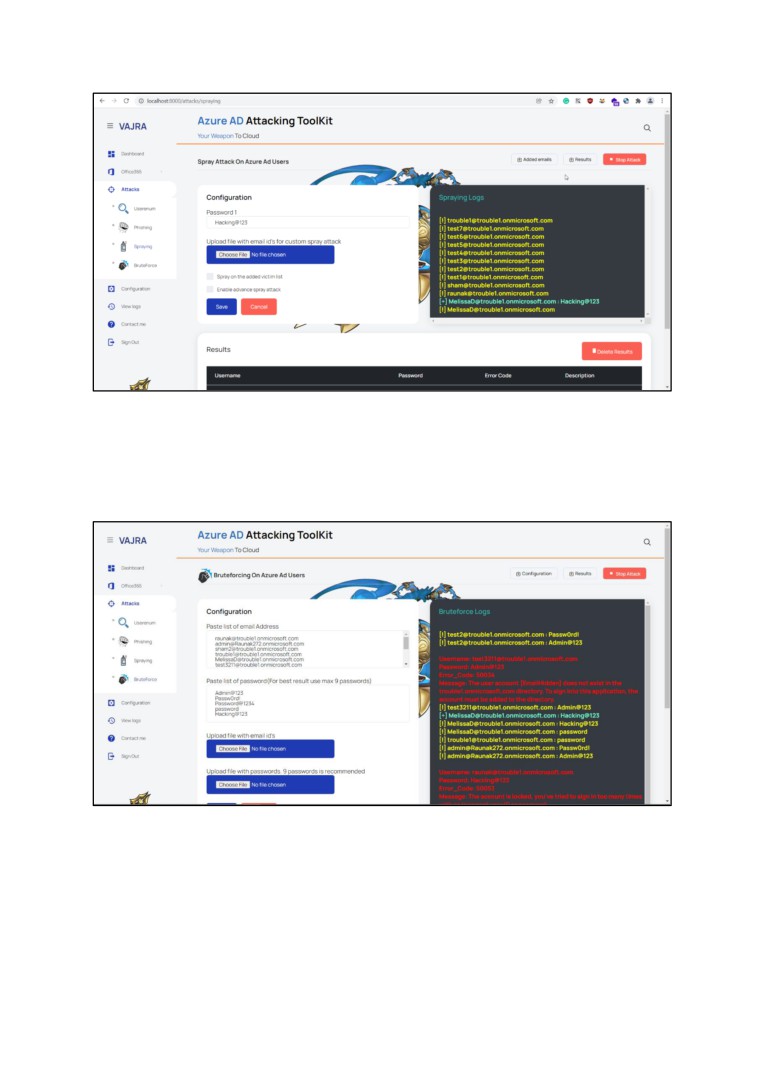 localhost:8000/attacks/spraying
VAJRA
Azure AD Attacking ToolKit
Your Weapon To Cloud
Dashboard
Office365
Attacks
Userenum
Phishing
Spraying
Bruteforce
Configuration
View logs
Contact me
Sign Out
Spray Attack On Azure Ad Users
Added emails
Results
Stop Attack
Configuration
Password 1
Hacking@123
Upload file with email id's for custom spray attack
Choose File No file chosen
Spray on the added victim list
Enable advance spray attack
Save
Cancel
Spraying Logs
[!] trouble1@trouble1.onmicrosoft.com
[!] test7@trouble1.onmicrosoft.com
[!] test6@trouble1.onmicrosoft.com
[!] test5@trouble1.onmicrosoft.com
[!] test4@trouble1.onmicrosoft.com
[!] test3@trouble1.onmicrosoft.com
[!] test2@trouble1.onmicrosoft.com
[!] test1@trouble1.onmicrosoft.com
[!] sham@trouble1.onmicrosoft.com
[!] raunak@trouble1.onmicrosoft.com
[+] MelissaD@trouble1.onmicrosoft.com : Hacking@123
[!] MelissaD@trouble1.onmicrosoft.com
Results
Delete Results
Username Password Error Code Description
VAJRA
Azure AD Attacking ToolKit
Your Weapon To Cloud
Dashboard
Office365
Attacks
Userenum
Phishing
Spraying
Bruteforce
Configuration
View logs
Contact me
Sign Out
Bruteforcing On Azure Ad Users
Configuration
Results
Stop Attack
Configuration
Paste list of email Address
raunak@trouble1.onmicrosoft.com
admin@Raunak272.onmicrosoft.com
sham2@trouble1.onmicrosoft.com
trouble1@trouble1.onmicrosoft.com
MelissaD@trouble1.onmicrosoft.com
test3211@trouble1.onmicrosoft.com
Paste list of password(For best result use max 9 passwords)
Admin@123
Passw0rd!
Password@1234
password
Hacking@123
Upload file with email id's
Choose File No file chosen
Upload file with passwords, 9 passwords is recommended
Choose File No file chosen
Bruteforce Logs
[!] test2@trouble1.onmicrosoft.com : Passw0rd!
[!] test2@trouble1.onmicrosoft.com : Admin@123
Username: test3211@trouble1.onmicrosoft.com
Password: Admin@123
Error_Code: 50034
Message: The user account {EmailHidden} does not exist in the
trouble1.onmicrosoft.com directory. To sign into this application, the
account must be added to the directory.
[!] test3211@trouble1.onmicrosoft.com : Admin@123
[+] MelissaD@trouble1.onmicrosoft.com : Hacking@123
[!] MelissaD@trouble1.onmicrosoft.com : Hacking@123
[!] MelissaD@trouble1.onmicrosoft.com : password
[!] trouble1@trouble1.onmicrosoft.com : password
[!] admin@Raunak272.onmicrosoft.com : Passw0rd!
[!] admin@Raunak272.onmicrosoft.com : Admin@123
Username: raunak@trouble1.onmicrosoft.com
Password: Hacking@123
Error_Code: 50053
Message: The account is locked, you've tried to sign in too many times